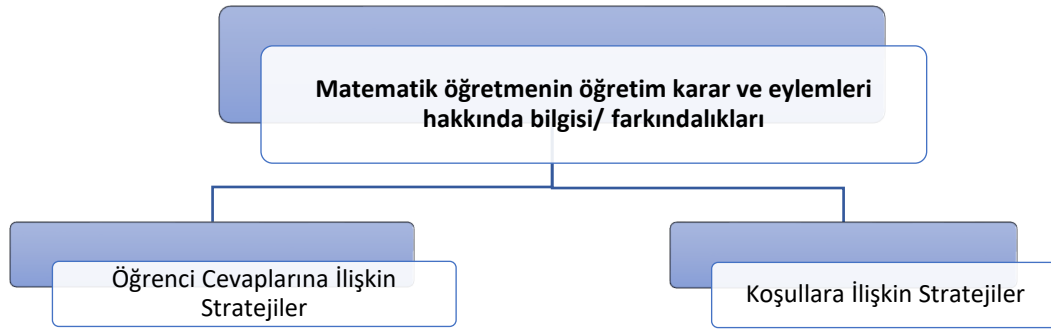 Matematik öğretmenin öğretim karar ve eylemleri
hakkında bilgisi/ farkındalıkları
Öğrenci Cevaplarına İlişkin
Stratejiler
Koşullara İlişkin Stratejiler